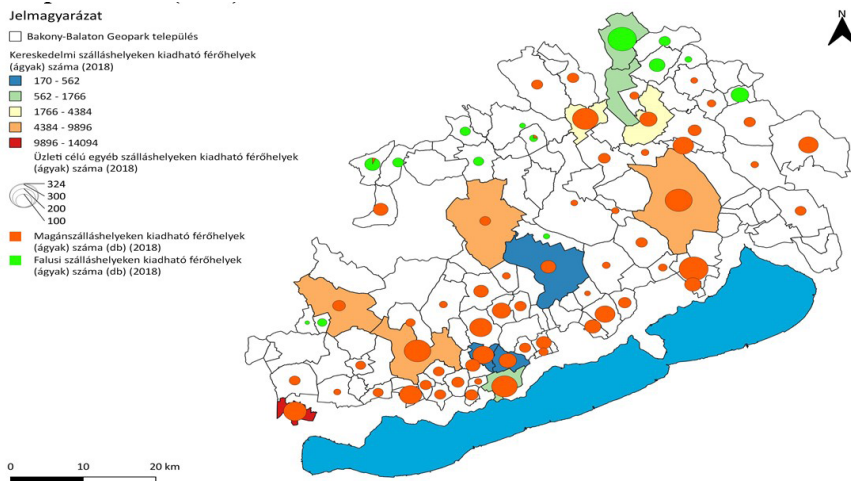 Jelmagyarázat
Bakony-Balaton Geopark település
Kereskedelmi szálláshelyeken kiadható férőhelyek
(ágyak) száma (2018)
170 - 562
562 - 1766
1766 - 4384
4384 - 9896
9896 - 14094
Üzleti célú egyéb szálláshelyeken kiadható férőhelyek
(ágyak) száma (2018)
324
300
200
100
Magánszálláshelyeken kiadható férőhelyek
(ágyak) száma (db) (2018)
Falusi szálláshelyeken kiadható férőhelyek
(ágyak) száma (db) (2018)
N
0 10 20 km